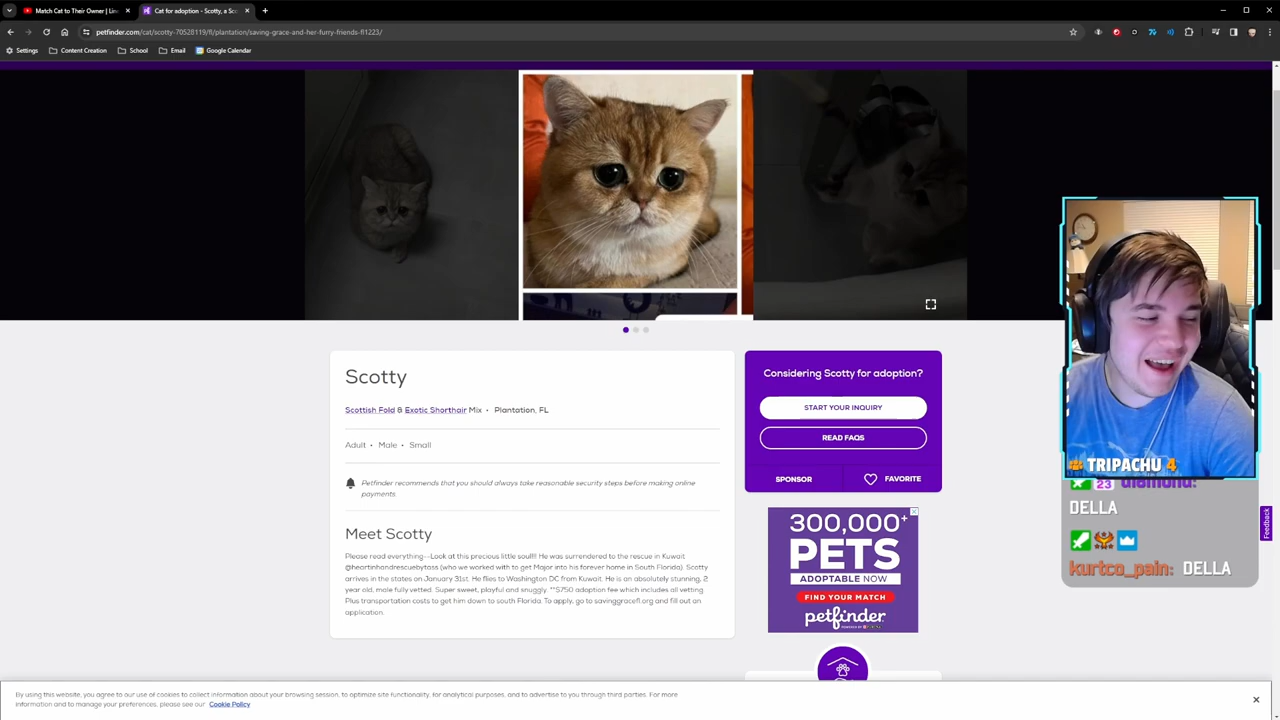 Match Cat to Their Owner | Lin
Cat for adoption - Scotty, a Sc
petfinder.com/cat/scotty-70528119/fl/plantation/saving-grace-and-her-furry-friends-fl1223/
Settings
Content Creation
School
Email
Google Calendar
Scotty
Scottish Fold & Exotic Shorthair Mix • Plantation, FL
Adult • Male • Small
Petfinder recommends that you should always take reasonable security steps before making online
payments.
Meet Scotty
Please read everything--Look at this precious little soul!!! He was surrendered to the rescue in Kuwait
@heartinhandrescuebytoss (who we worked with to get Major into his forever home in South Florida). Scotty
arrives in the states on January 31st. He flies to Washington DC from Kuwait. He is an absolutely stunning, 2
year old, male fully vetted. Super sweet, playful and snuggly. **$750 adoption fee which includes all vetting
Plus transportation costs to get him down to south Florida. To apply, go to savinggracefl.org and fill out an
application.
Considering Scotty for adoption?
START YOUR INQUIRY
READ FAQS
SPONSOR
FAVORITE
300,000+
PETS
ADOPTABLE NOW
FIND YOUR MATCH
petfinder
TRIPACHU 4
23 diamond:
DELLA
kurtco_pain: DELLA
Feedback
By using this website, you agree to our use of cookies to collect information about your browsing session, to optimize site functionality, for analytical purposes, and to advertise to you through third parties. For more
information and to manage your preferences, please see our Cookie Policy